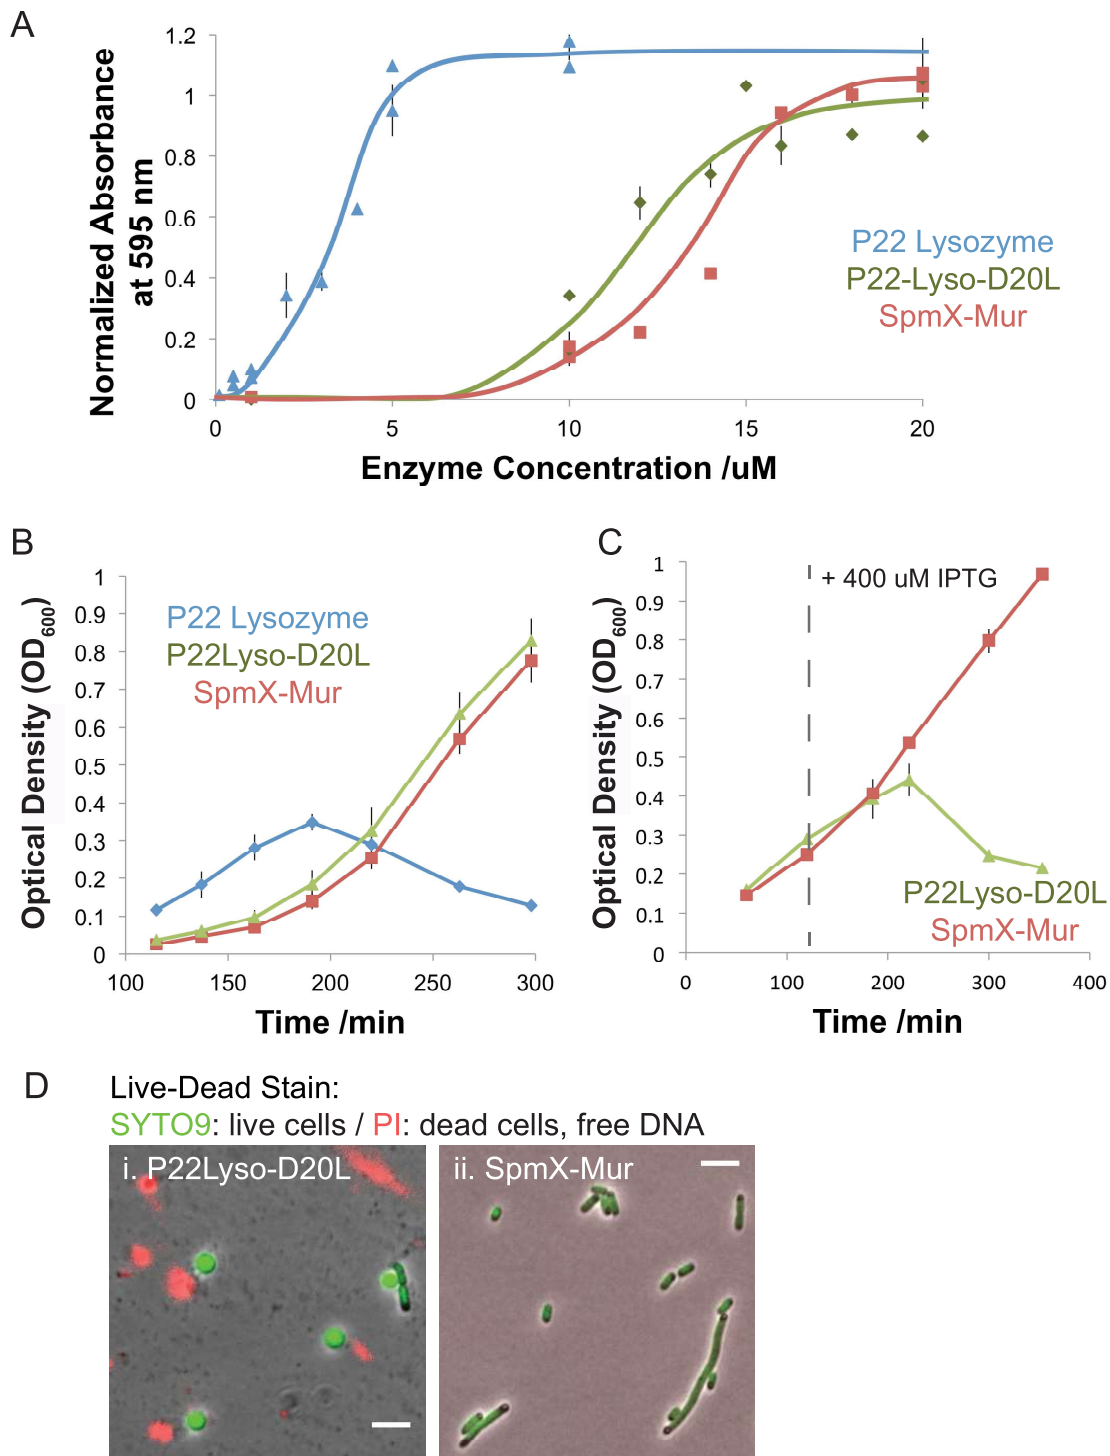 A
Normalized Absorbance
at 595 nm
1.2
1
0.8
0.6
0.4
0.2
0
0 5 10 15 20
Enzyme Concentration /uM
P22 Lysozyme
P22-Lyso-D20L
SpmX-Mur
B
Optical Density (OD600)
1
0.9
0.8
0.7
0.6
0.5
0.4
0.3
0.2
0.1
0
100 150 200 250 300
Time /min
P22 Lysozyme
P22Lyso-D20L
SpmX-Mur
C
Optical Density (OD600)
1
0.9
0.8
0.7
0.6
0.5
0.4
0.3
0.2
0.1
0
0 100 200 300 400
Time /min
+ 400 uM IPTG
P22Lyso-D20L
SpmX-Mur
D
Live-Dead Stain:
SYTO9: live cells / PI: dead cells, free DNA
i. P22Lyso-D20L
ii. SpmX-Mur